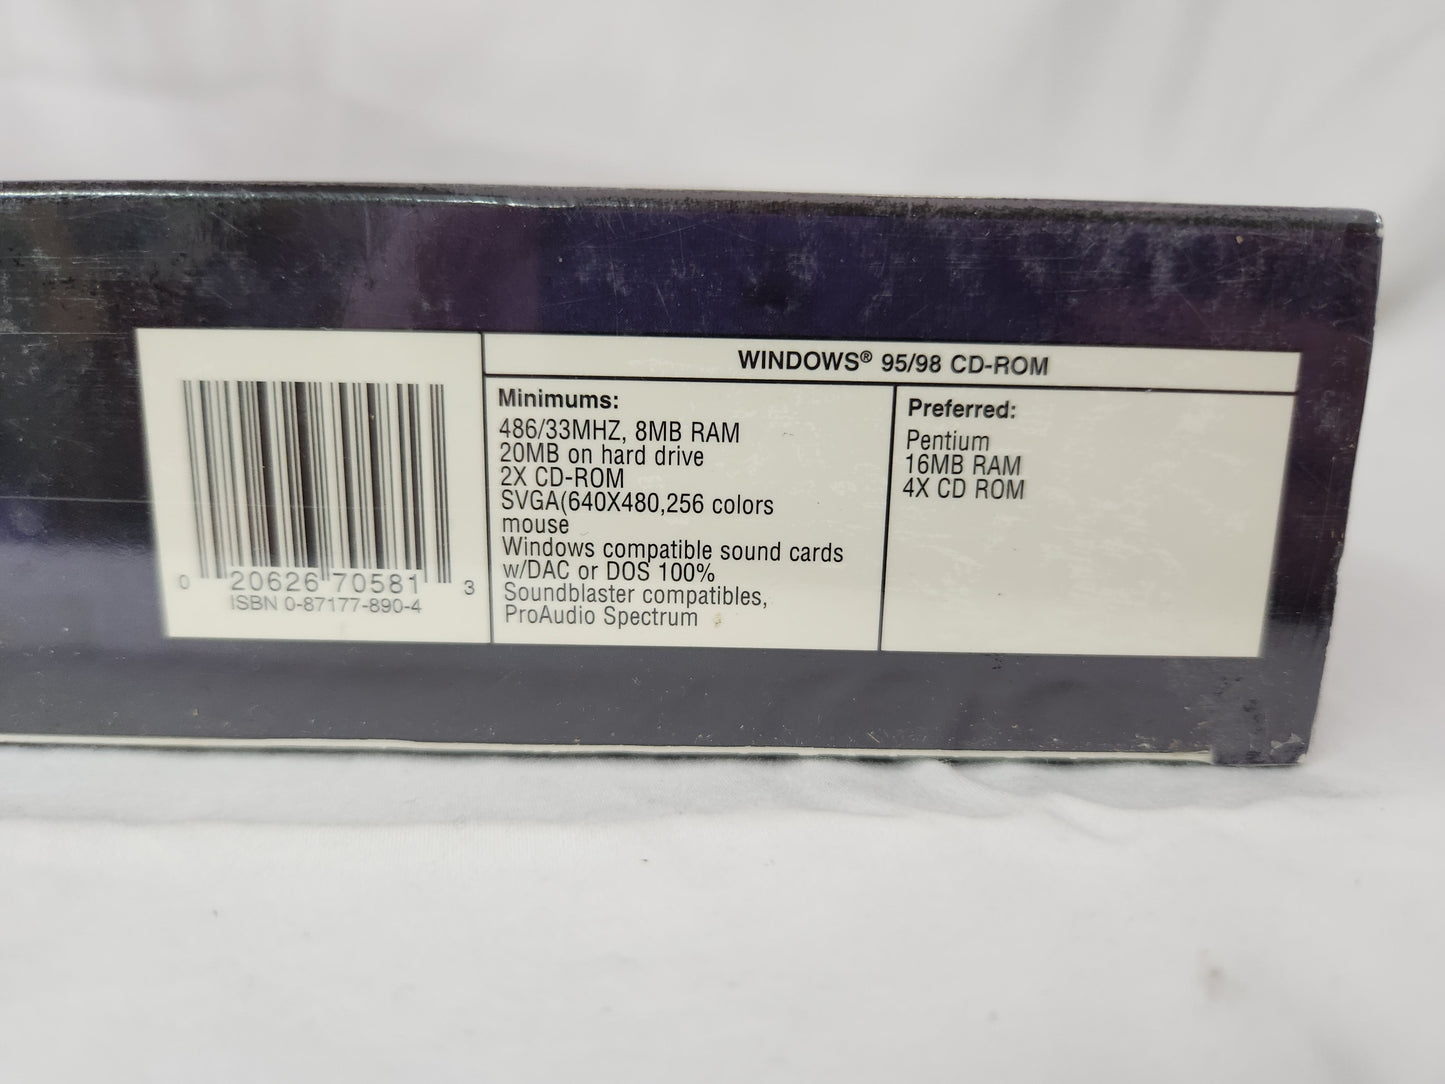 WINDOWS® 95/98 CD-ROM
Minimums:
486/33MHZ, 8MB RAM
20MB on hard drive
2X CD-ROM
SVGA(640X480,256 colors
mouse
Windows compatible sound cards
w/DAC or DOS 100%
Soundblaster compatibles,
ProAudio Spectrum
Preferred:
Pentium
16MB RAM
4X CD ROM
0 20626 70581 3
ISBN 0-87177-890-4